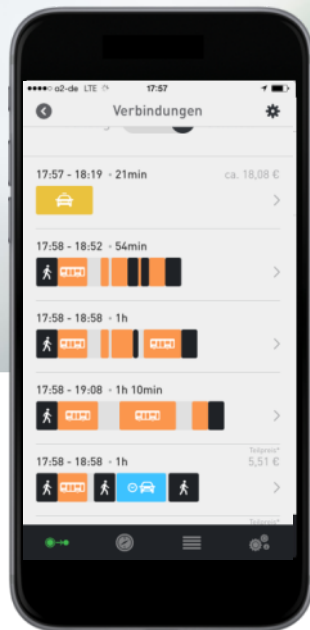 o2-de LTE 17:57
Verbindungen
17:57 - 18:19 • 21min ca. 18,08 €
17:58 - 18:52 • 54min
17:58 - 18:58 • 1h
17:58 - 19:08 • 1h 10min
Teilpreis*
17:58 - 18:58 • 1h 5,51 €
Teilpreis*